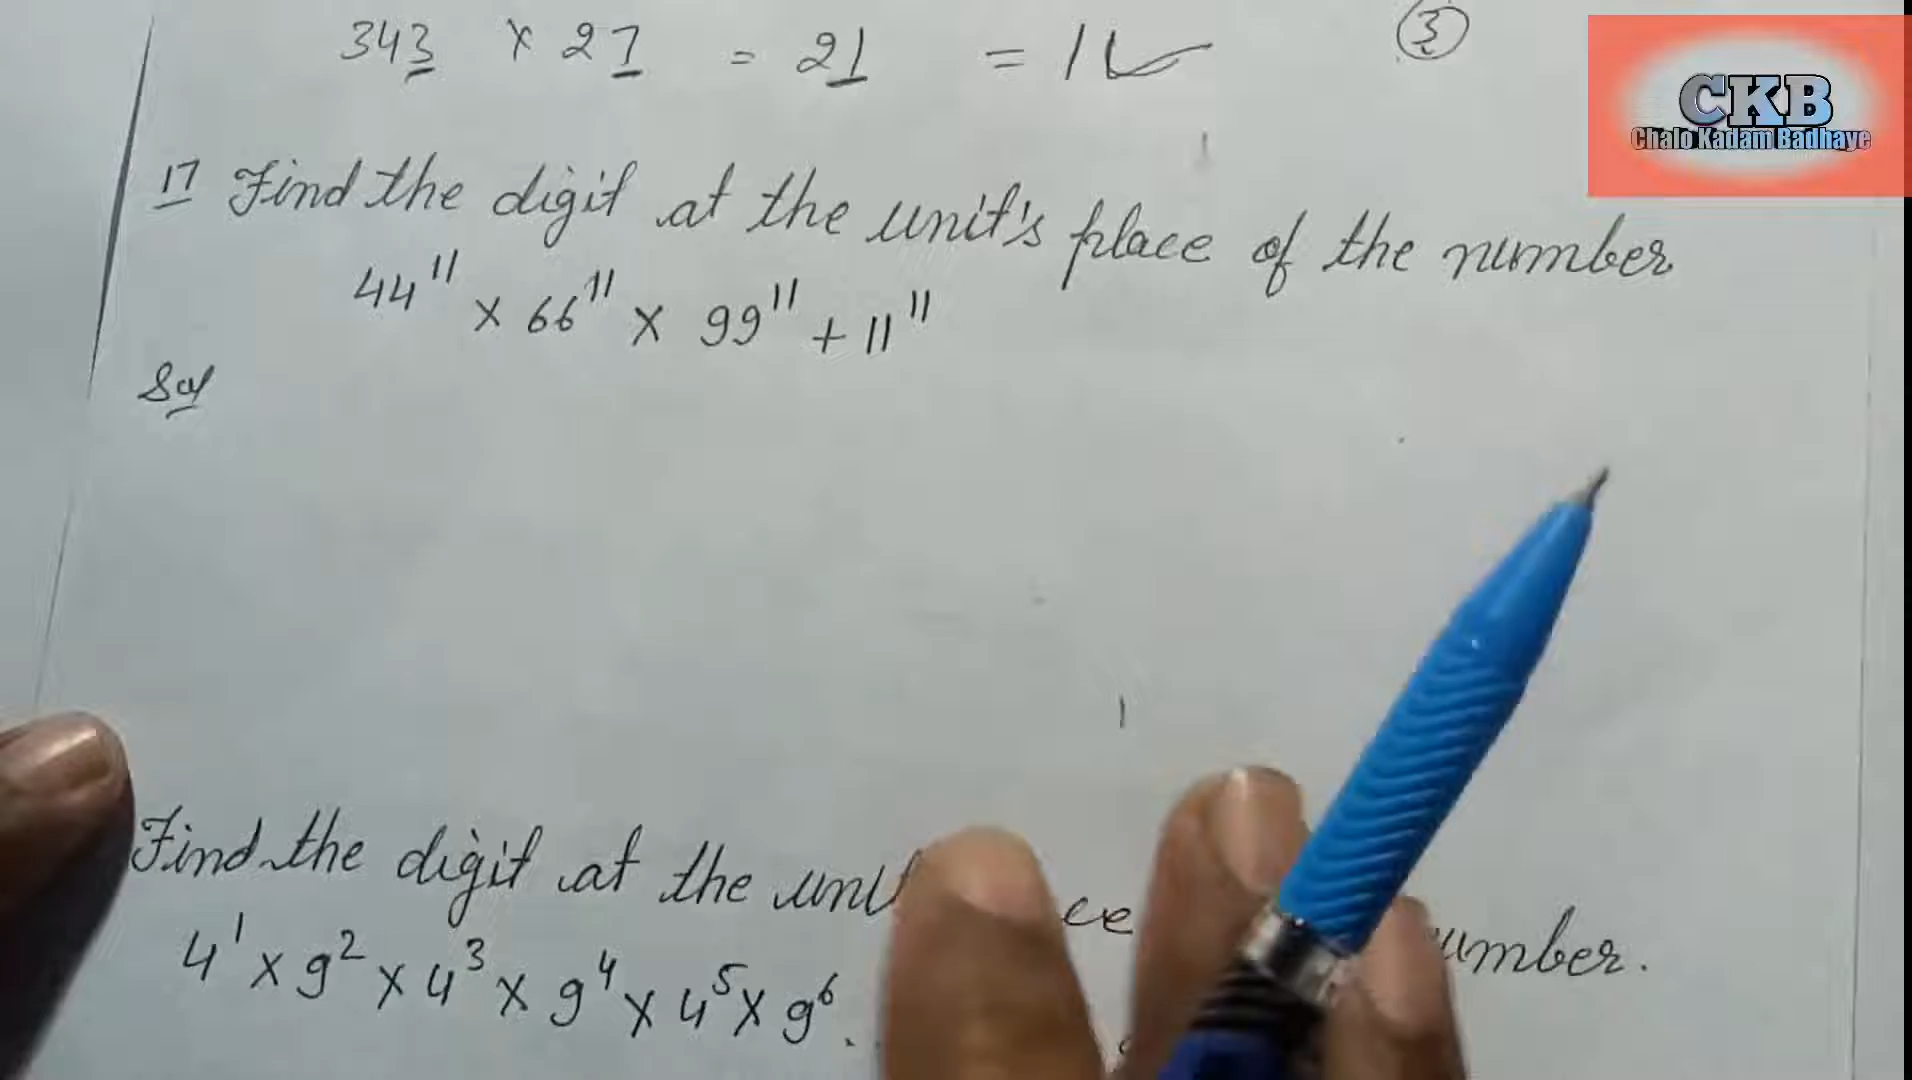 343 × 27 = 21 = 1
3
CKB
Chalo Kadam Badhaye
17 Find the digit at the unit's place of the number
44¹¹ × 66¹¹ × 99¹¹ + 11¹¹
Sol
Find the digit at the umber.
4¹ × 9² × 4³ × 9⁴ × 4⁵ × 9⁶